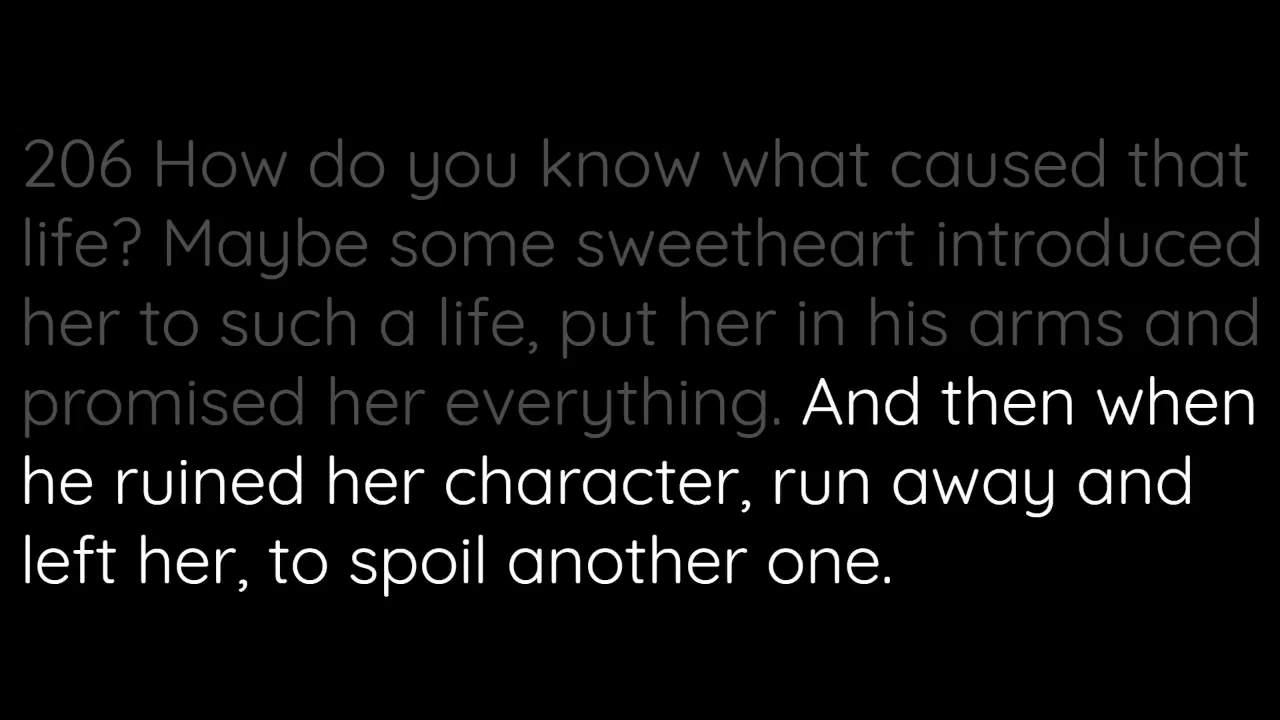 206 How do you know what caused that
life? Maybe some sweetheart introduced
her to such a life, put her in his arms and
promised her everything. And then when
he ruined her character, run away and
left her, to spoil another one.